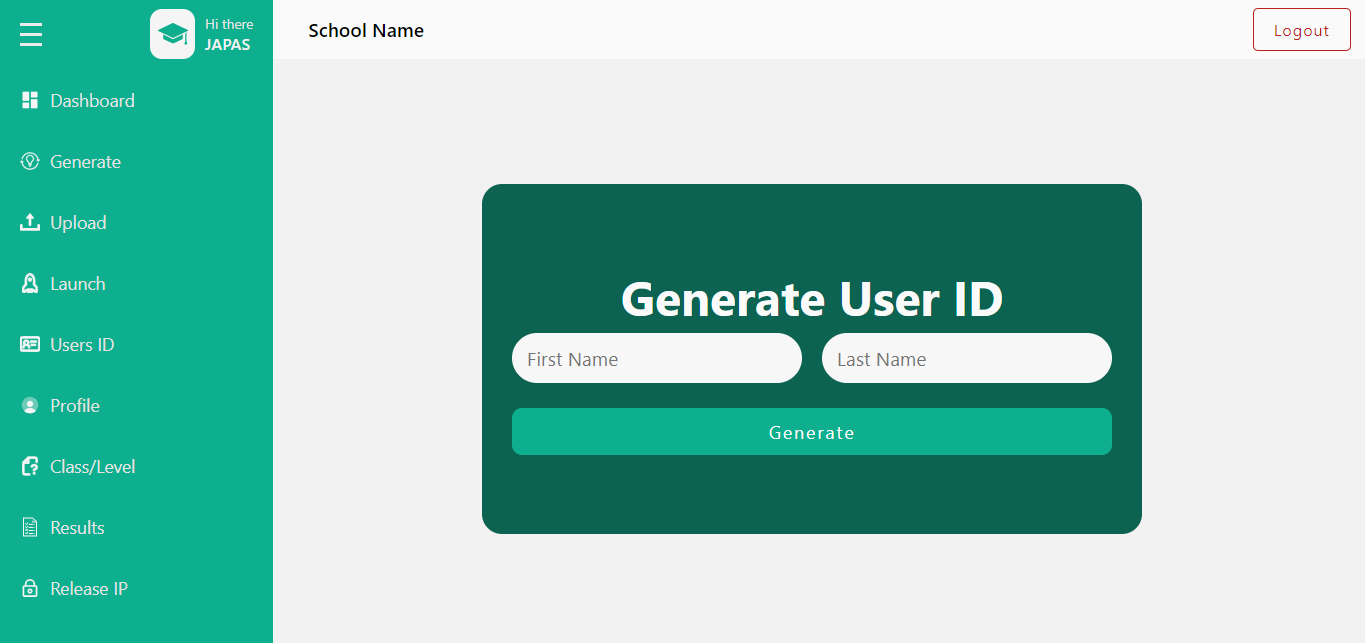 Hi there
JAPAS
Dashboard
Generate
Upload
Launch
Users ID
Profile
Class/Level
Results
Release IP
School Name
Logout
Generate User ID
First Name
Last Name
Generate